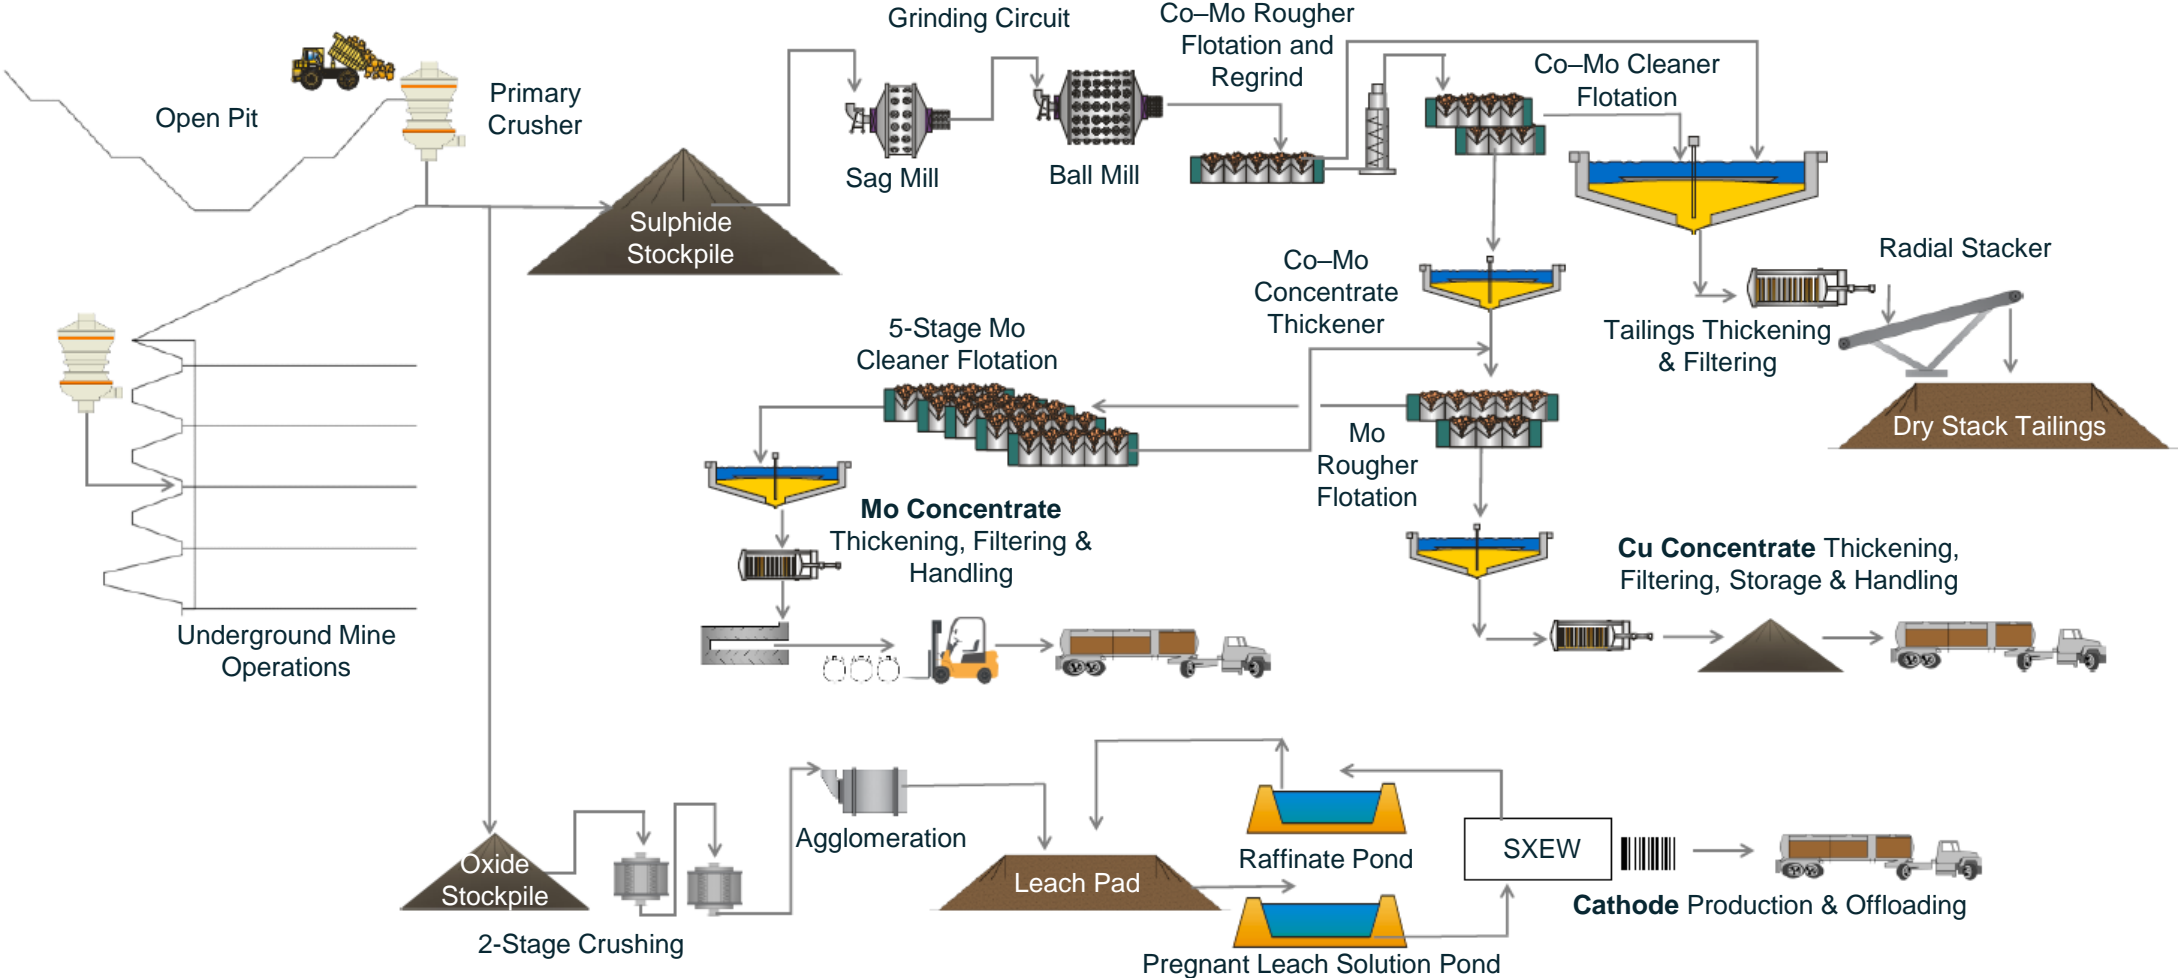 Grinding Circuit
Co–Mo Rougher
Flotation and
Regrind
Co–Mo Cleaner
Flotation
Open Pit
Primary
Crusher
Sag Mill
Ball Mill
Sulphide
Stockpile
Radial Stacker
Co–Mo
Concentrate
Thickener
5-Stage Mo
Cleaner Flotation
Tailings Thickening
& Filtering
Dry Stack Tailings
Mo
Rougher
Flotation
Mo Concentrate
Thickening, Filtering &
Handling
Cu Concentrate Thickening,
Filtering, Storage & Handling
Underground Mine
Operations
Agglomeration
Raffinate Pond
SXEW
Oxide
Stockpile
Leach Pad
Cathode Production & Offloading
2-Stage Crushing
Pregnant Leach Solution Pond